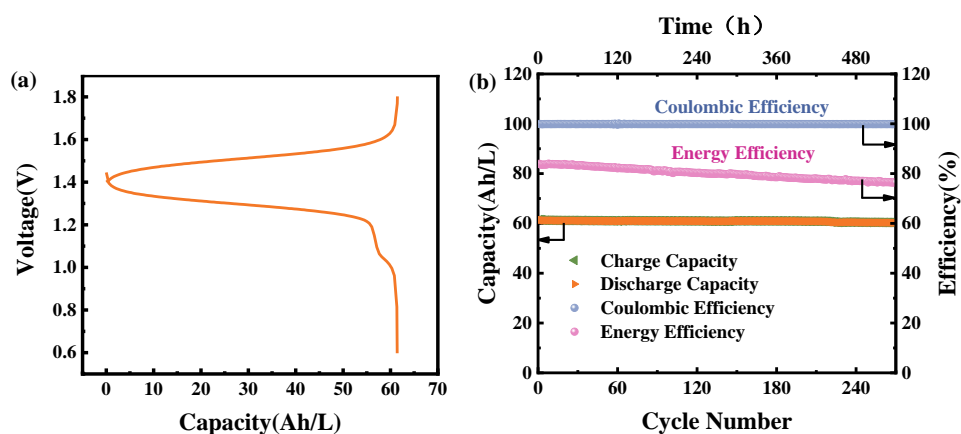 (a)
Voltage(V)
1.8
1.6
1.4
1.2
1.0
0.8
0.6
0 10 20 30 40 50 60 70
Capacity(Ah/L)
(b)
Time（h）
0 120 240 360 480
Capacity(Ah/L)
120
100
80
60
40
20
0
Coulombic Efficiency
Energy Efficiency
Charge Capacity
Discharge Capacity
Coulombic Efficiency
Energy Efficiency
120
100
80
60
40
20
0
Efficiency(%)
0 60 120 180 240
Cycle Number